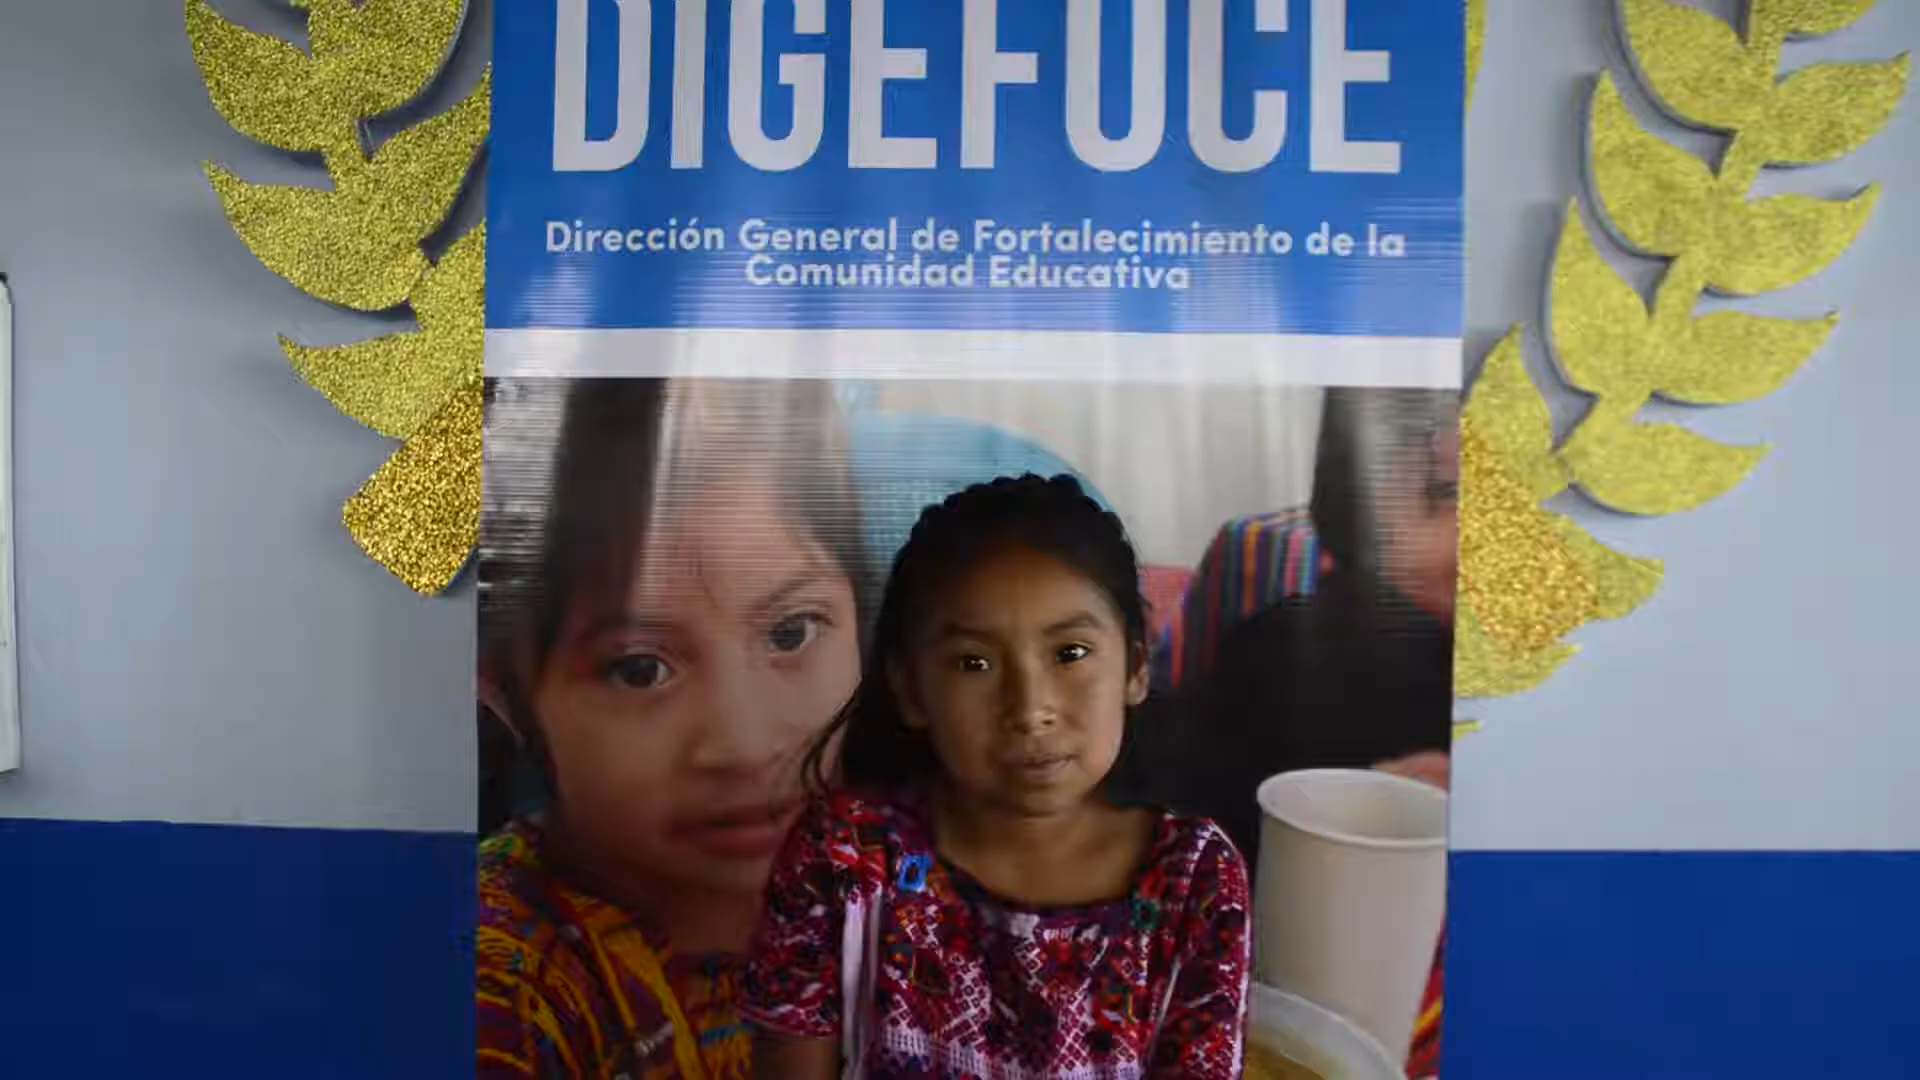 DIGEFOCE
Dirección General de Fortalecimiento de la
Comunidad Educativa